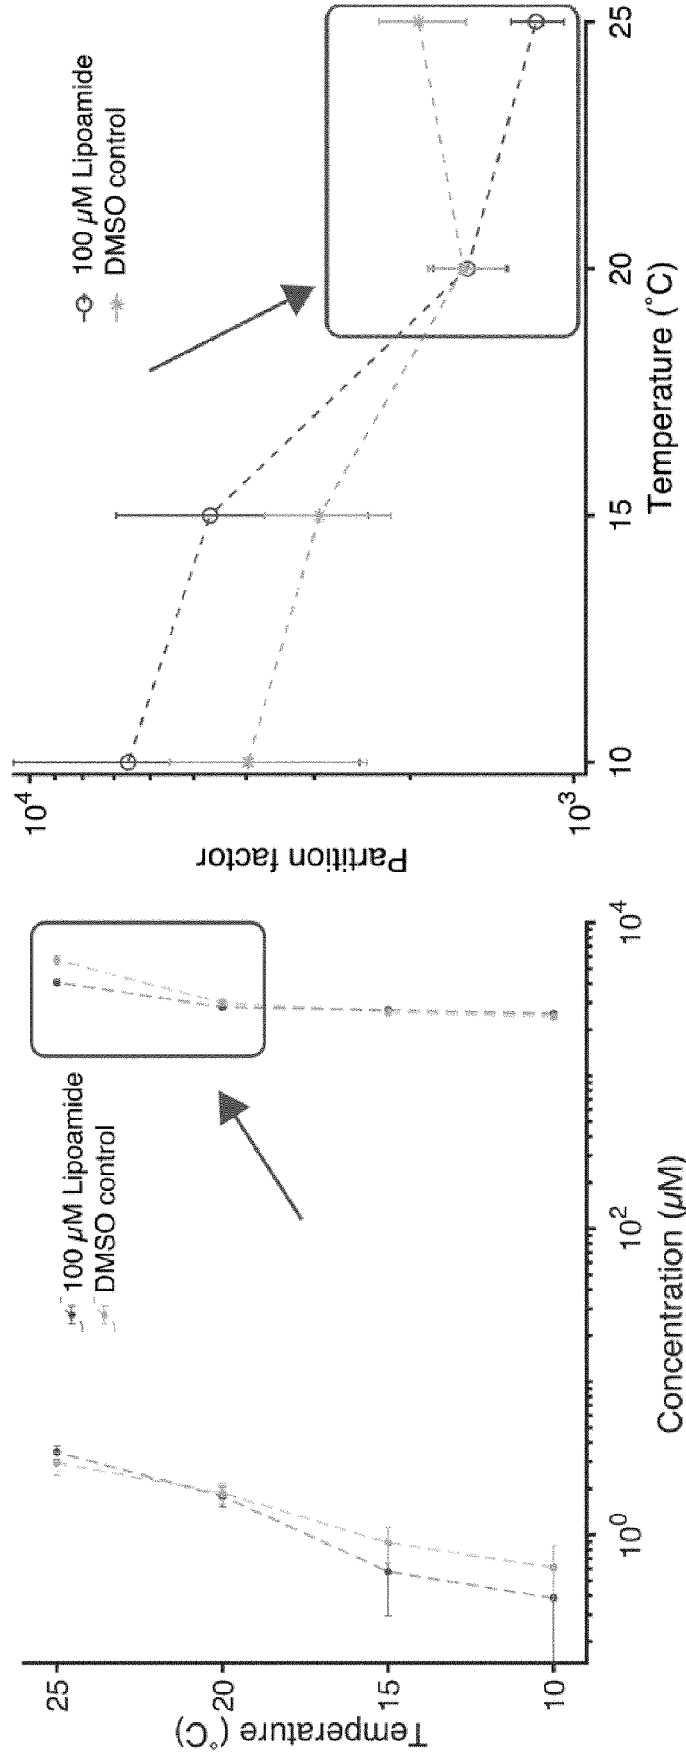 100 µM Lipoamide
DMSO control
Temperature (˚C)
25
20
15
10
10⁰
10²
10⁴
Concentration (µM)
100 µM Lipoamide
DMSO control
Partition factor
10⁴
10³
10
15
20
25
Temperature (˚C)